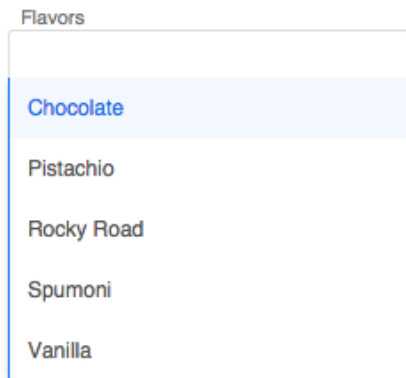 Flavors
Chocolate
Pistachio
Rocky Road
Spumoni
Vanilla